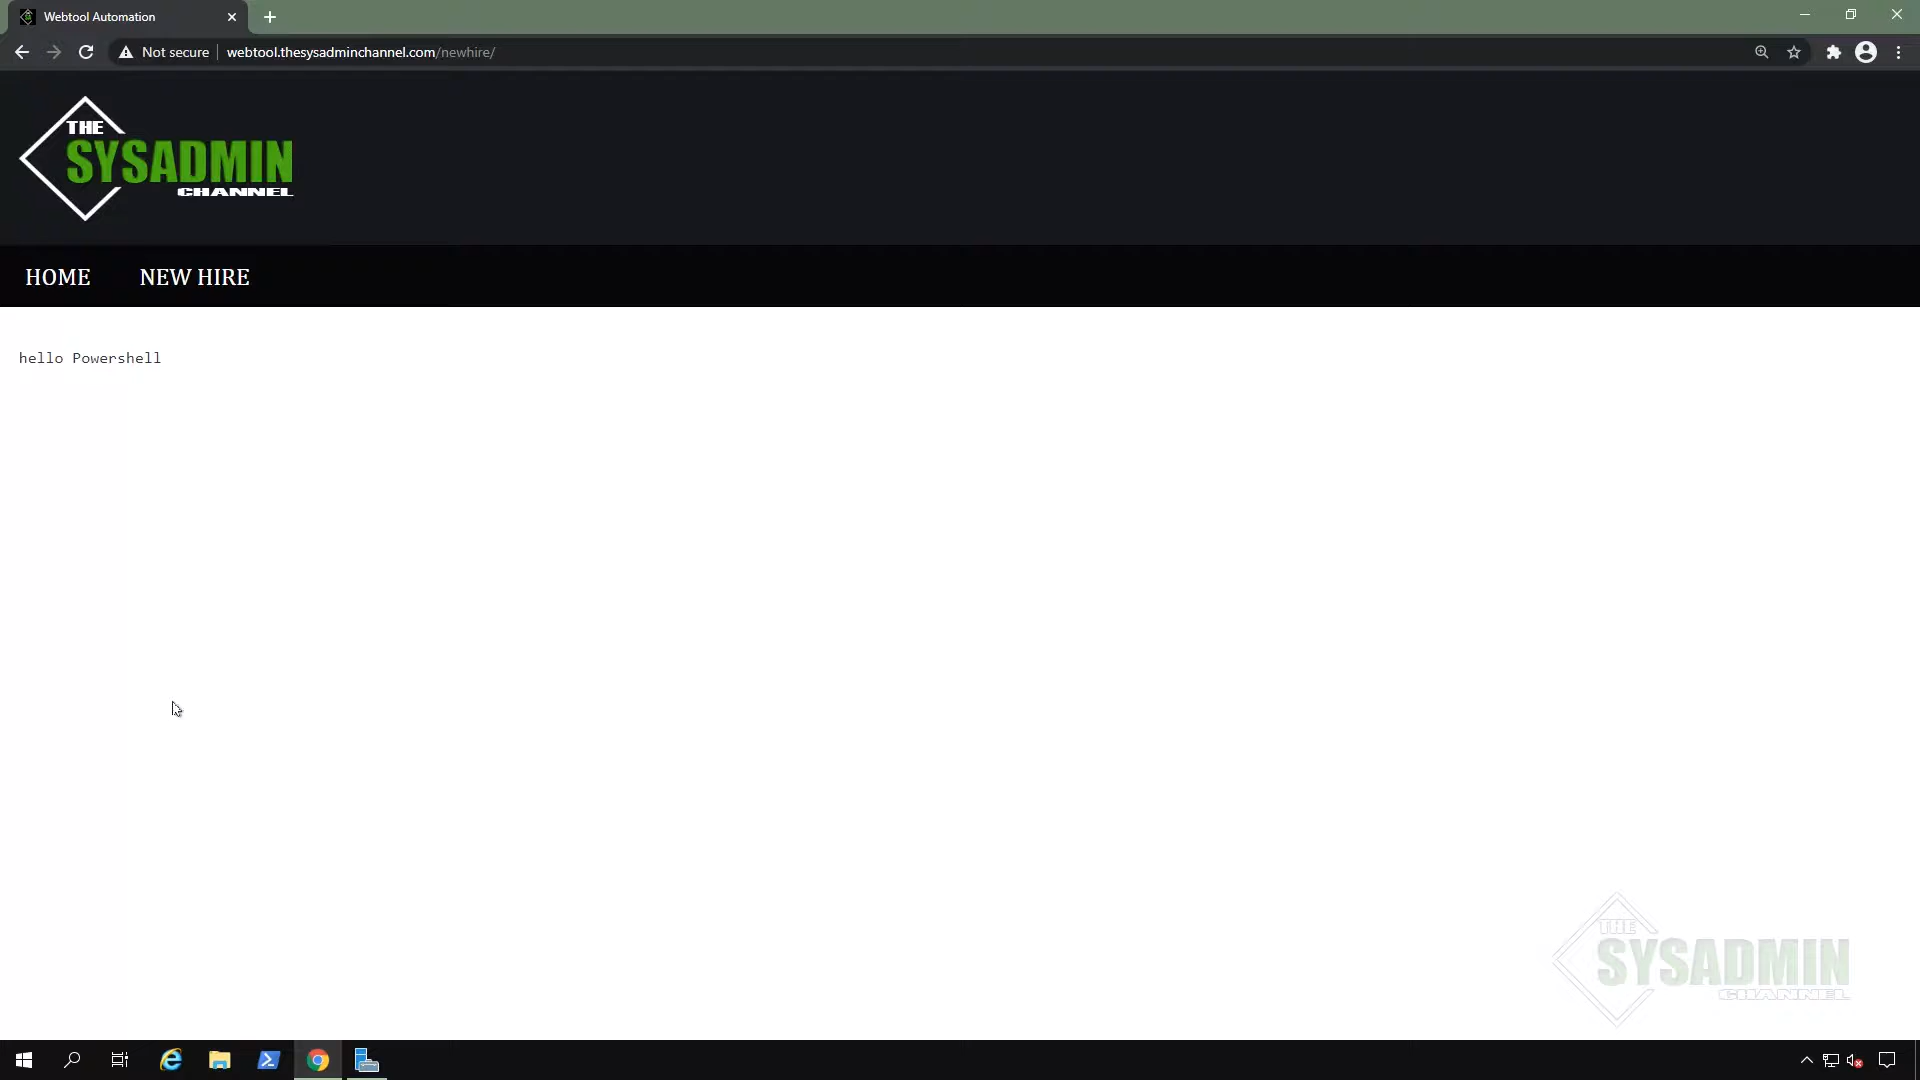 Webtool Automation
Not secure
webtool.thesysadminchannel.com/newhire/
THE
SYSADMIN
CHANNEL
HOME
NEW HIRE
hello Powershell
THE
SYSADMIN
CHANNEL